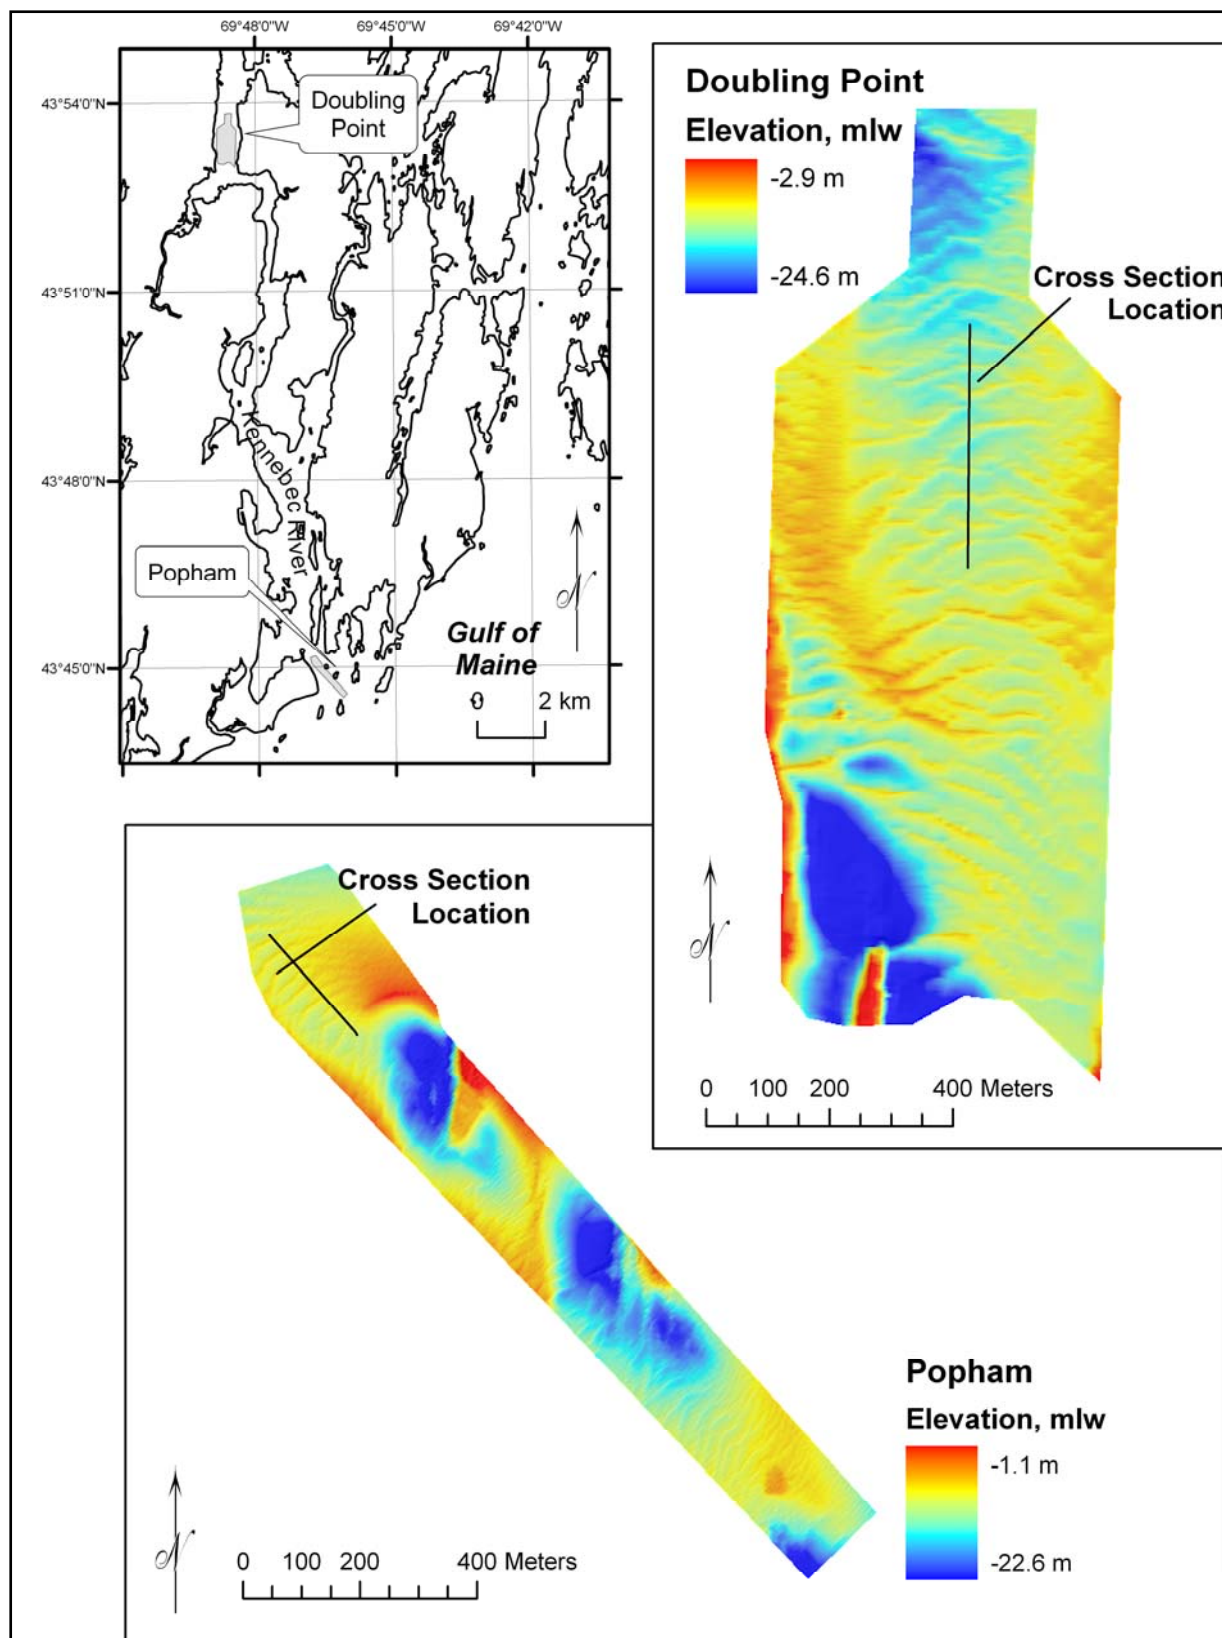 69°48'0"W 69°45'0"W 69°42'0"W
43°54'0"N
43°51'0"N
43°48'0"N
43°45'0"N
Doubling
Point
Kennebec River
Popham
Gulf of
Maine
0 2 km
N
Doubling Point
Elevation, mlw
-2.9 m
-24.6 m
Cross Section
Location
N
0 100 200 400 Meters
Cross Section
Location
Popham
Elevation, mlw
-1.1 m
-22.6 m
N
0 100 200 400 Meters